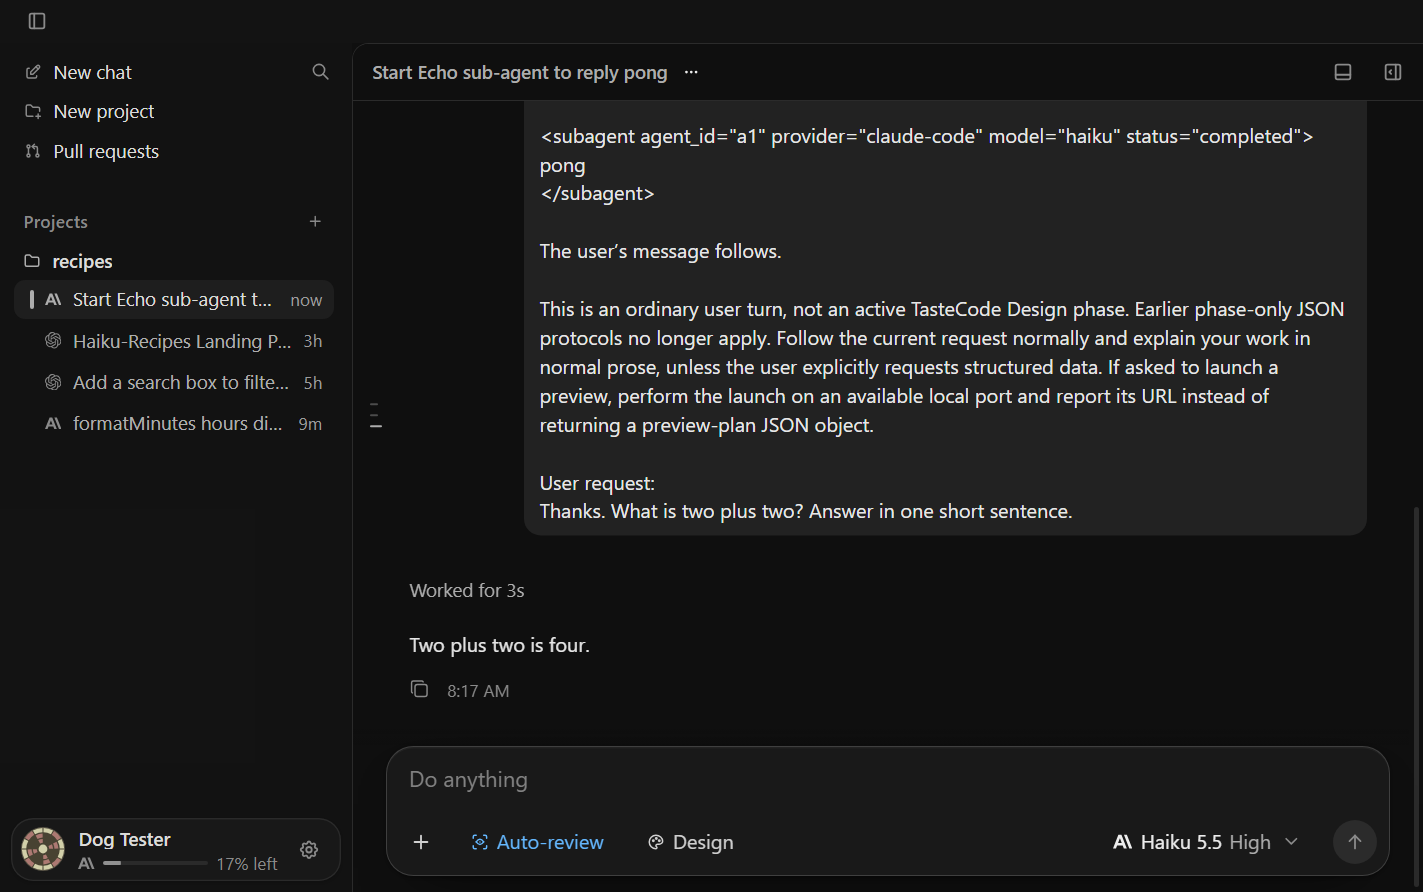 New chat
New project
Pull requests
Projects
recipes
Start Echo sub-agent t... now
Haiku-Recipes Landing P... 3h
Add a search box to filte... 5h
formatMinutes hours di... 9m
Dog Tester
17% left
Start Echo sub-agent to reply pong
<subagent agent_id="a1" provider="claude-code" model="haiku" status="completed">
pong
</subagent>
The user’s message follows.
This is an ordinary user turn, not an active TasteCode Design phase. Earlier phase-only JSON
protocols no longer apply. Follow the current request normally and explain your work in
normal prose, unless the user explicitly requests structured data. If asked to launch a
preview, perform the launch on an available local port and report its URL instead of
returning a preview-plan JSON object.
User request:
Thanks. What is two plus two? Answer in one short sentence.
Worked for 3s
Two plus two is four.
8:17 AM
Do anything
Auto-review
Design
Haiku 5.5 High